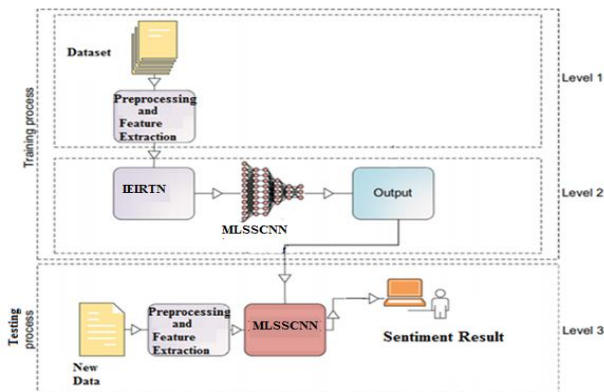 Dataset
Preprocessing
and
Feature
Extraction
Training process
Level 1
IEIRTN
MLSSCNN
Output
Level 2
Testing
process
New
Data
Preprocessing
and
Feature
Extraction
MLSSCNN
Sentiment Result
Level 3